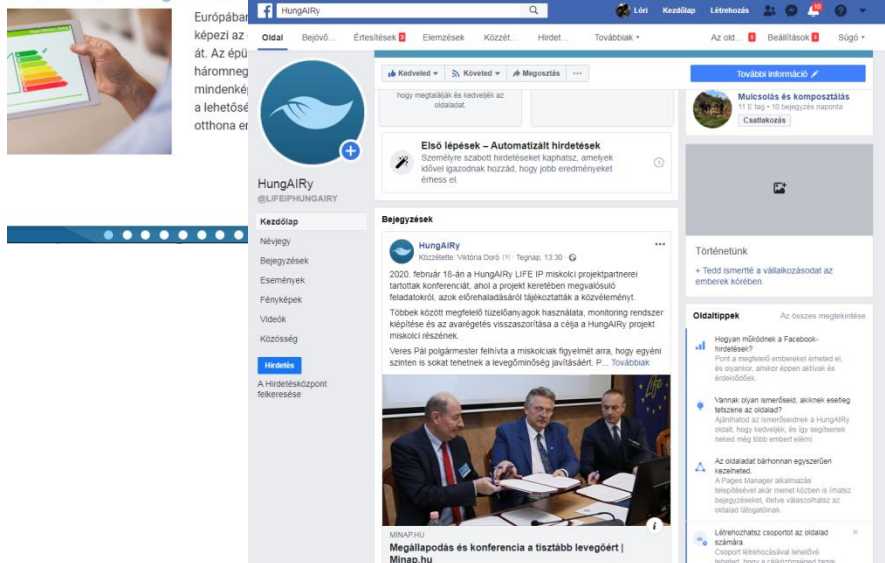 Európában
képezi az
át. Az épü
háromneg
mindenkép
a lehetősé
otthona er
HungAIRy
Lóri Kezdőlap Létrehozás
Oldal Bejövő... Értesítések 8 Elemzések Közzét... Hirdet... Továbbiak Az old... Beállítások Súgó
Kedveled Követed Megosztás ...
További információ
hogy megtalálják és kedveljék az
oldaladat.
Első lépések – Automatizált hirdetések
Személyre szabott hirdetéseket kaphatsz, amelyek
idővel igazodnak hozzád, hogy jobb eredményeket
érhess el.
HungAIRy
@LIFEIPHUNGAIRY
Kezdőlap
Névjegy
Bejegyzések
Események
Fényképek
Videók
Közösség
Hirdetés
A Hirdetésközpont
felkeresése
Bejegyzések
HungAIRy
Közzétette: Viktória Doró · Tegnap, 13:30 ·
2020. február 18-án a HungAIRy LIFE IP miskolci projektpartnerei
tartottak konferenciát, ahol a projekt keretében megvalósuló
feladatokról, azok előrehaladásáról tájékoztatták a közvéleményt.
Többek között megfelelő tüzelőanyagok használata, monitoring rendszer
kiépítése és az avarégetés visszaszorítása a célja a HungAIRy projekt
miskolci részének.
Veres Pál polgármester felhívta a miskolciak figyelmét arra, hogy egyéni
szinten is sokat tehetnek a levegőminőség javításáért. P... Továbbiak
Life
MINAP.HU
Megállapodás és konferencia a tisztább levegőért |
Minap.hu
Mulcsolás és komposztálás
11 E tag • 10 bejegyzés naponta
Csatlakozás
Történetünk
+ Tedd ismertté a vállalkozásodat az
emberek körében.
Oldaltippek Az összes megtekintése
Hogyan működnek a Facebook-
hirdetések?
Pont a megfelelő embereket érheted el,
és olyankor, amikor éppen aktívak és
érdeklődőek.
Vannak olyan ismerőseid, akiknek esetleg
tetszene az oldalad?
Ajánlhatod az ismerőseidnek a HungAIRy
oldalt, hogy kedveljék, és így segítsenek
neked még több embert elérni.
Az oldaladat bárhonnan egyszerűen
kezelheted.
A Pages Manager alkalmazás
telepítésével akár menet közben is írhatsz
bejegyzéseket, illetve válaszolhatsz az
oldalad látogatóinak.
Létrehozhatsz csoportot az oldalad
számára.
Csoport létrehozásával lehetővé
teheted, hogy a célközönséged tagjai